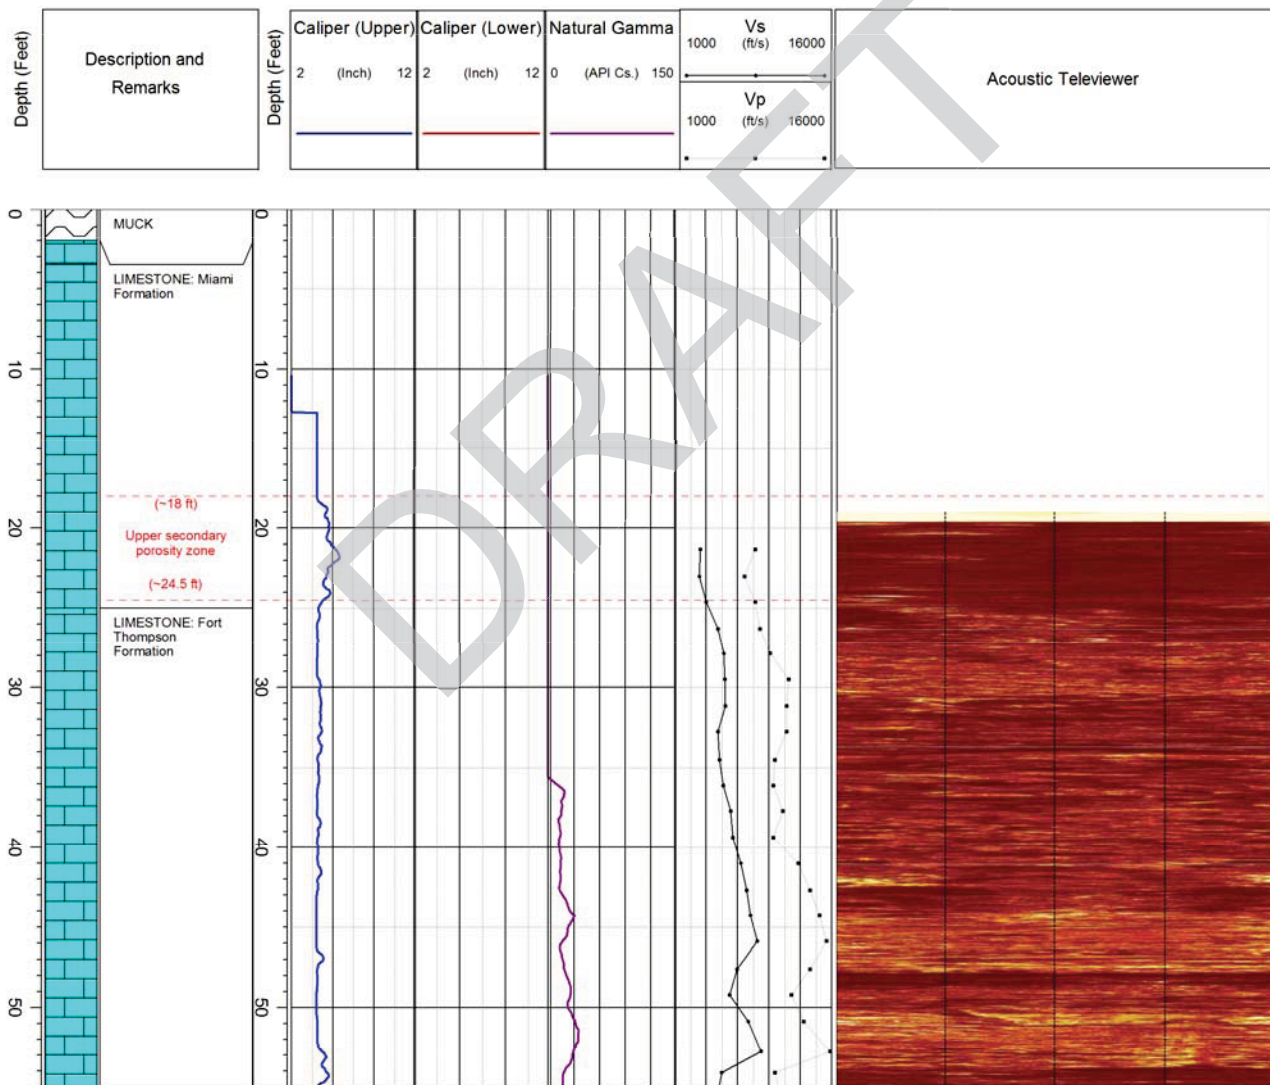 Depth (Feet)
Description and
Remarks
Depth (Feet)
Caliper (Upper)
2 (Inch) 12
Caliper (Lower)
2 (Inch) 12
Natural Gamma
0 (API Cs.) 150
Vs
1000 (ft/s) 16000
Vp
1000 (ft/s) 16000
Acoustic Televiewer
DRAFT
0
MUCK
0
LIMESTONE: Miami
Formation
10
10
(~18 ft)
20
20
Upper secondary
porosity zone
(~24.5 ft)
LIMESTONE: Fort
Thompson
Formation
30
30
40
40
50
50